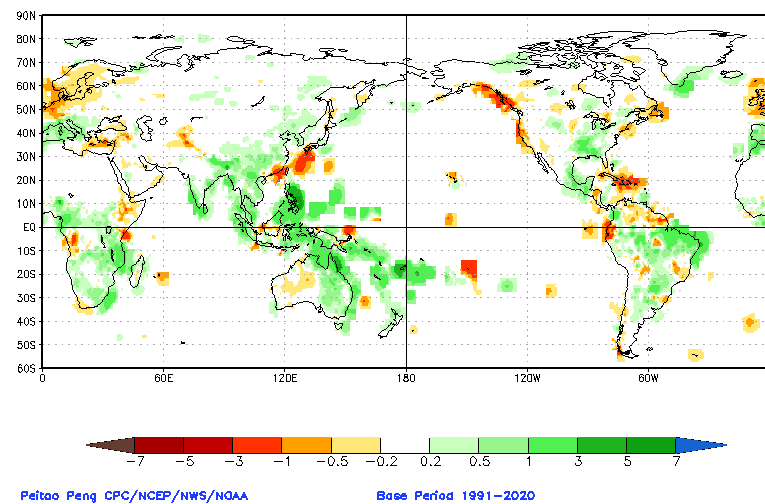 90N
80N
70N
60N
50N
40N
30N
20N
10N
EQ
10S
20S
30S
40S
50S
60S
0 60E 120E 180 120W 60W
−7 −5 −3 −1 −0.5 −0.2 0.2 0.5 1 3 5 7
Peitao Peng CPC/NCEP/NWS/NOAA Base Period 1991−2020